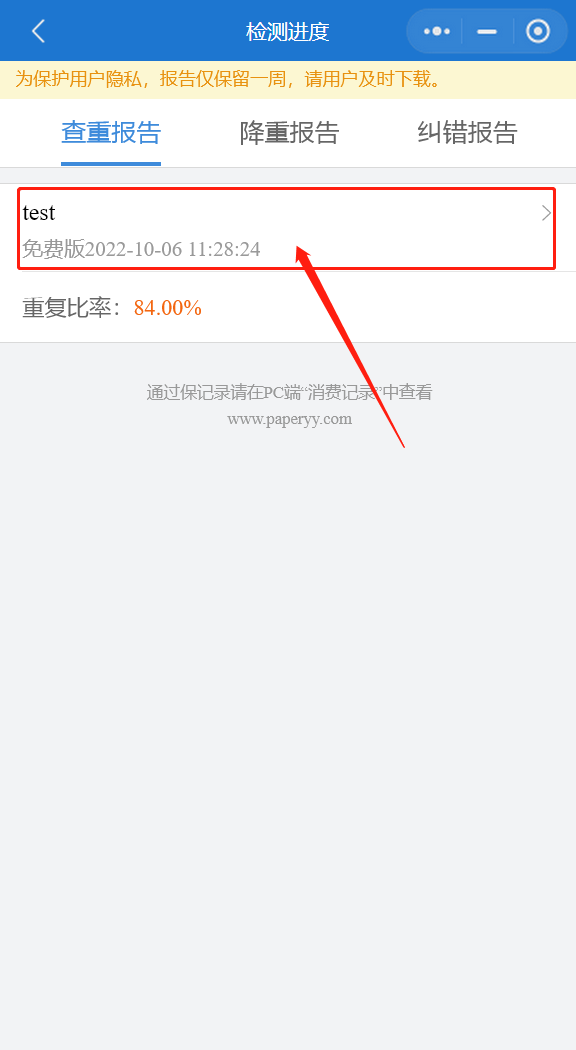 检测进度
为保护用户隐私，报告仅保留一周，请用户及时下载。
查重报告 降重报告 纠错报告
test
免费版2022-10-06 11:28:24
重复比率：84.00%
通过保记录请在PC端“消费记录”中查看
www.paperyy.com